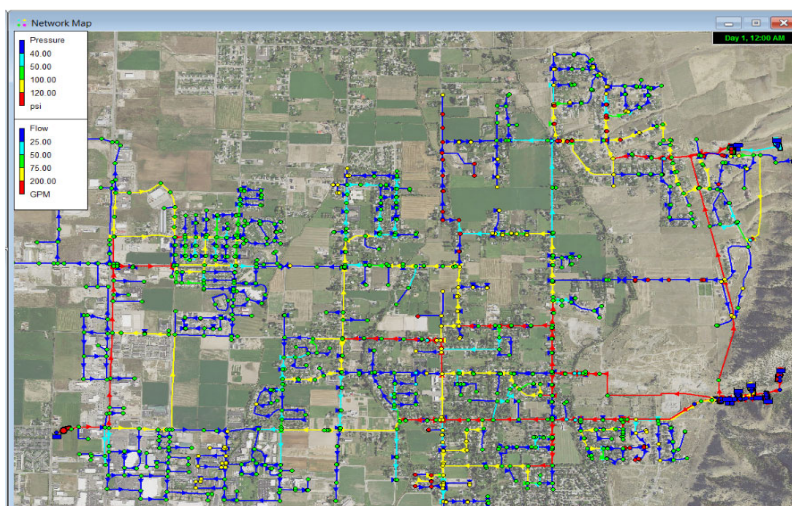 Network Map
Day 1, 12:00 AM
Pressure
40.00
50.00
100.00
120.00
psi
Flow
25.00
50.00
75.00
200.00
GPM